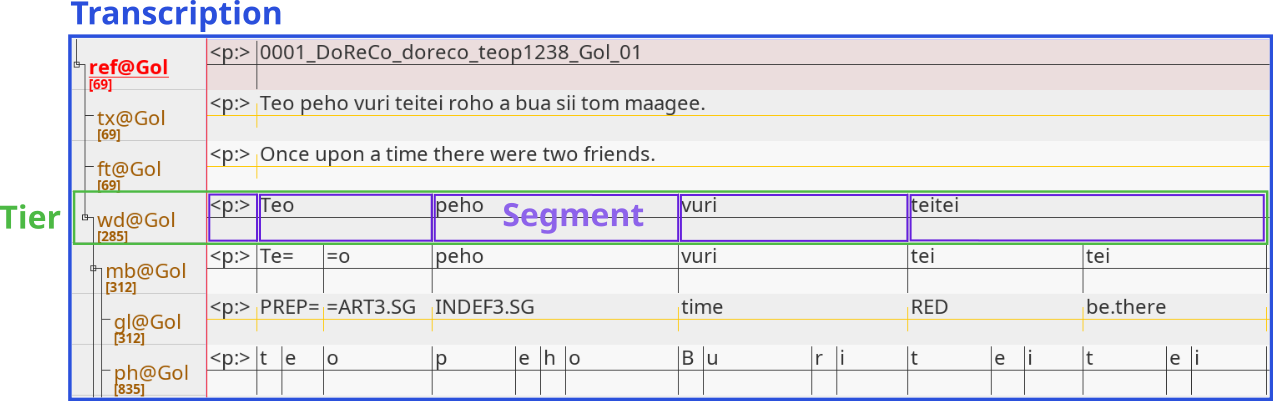 Transcription
ref@Gol <p:> 0001_DoReCo_doreco_teop1238_Gol_01
[69]
tx@Gol <p:> Teo peho vuri teitei roho a bua sii tom maagee.
[69]
ft@Gol <p:> Once upon a time there were two friends.
[69]
Tier wd@Gol <p:> Teo peho Segment vuri teitei
[285]
mb@Gol <p:> Te= =o peho vuri tei tei
[312]
gl@Gol <p:> PREP= =ART3.SG INDEF3.SG time RED be.there
[312]
ph@Gol <p:> t e o p e h o B u r i t e i t e i
[835]